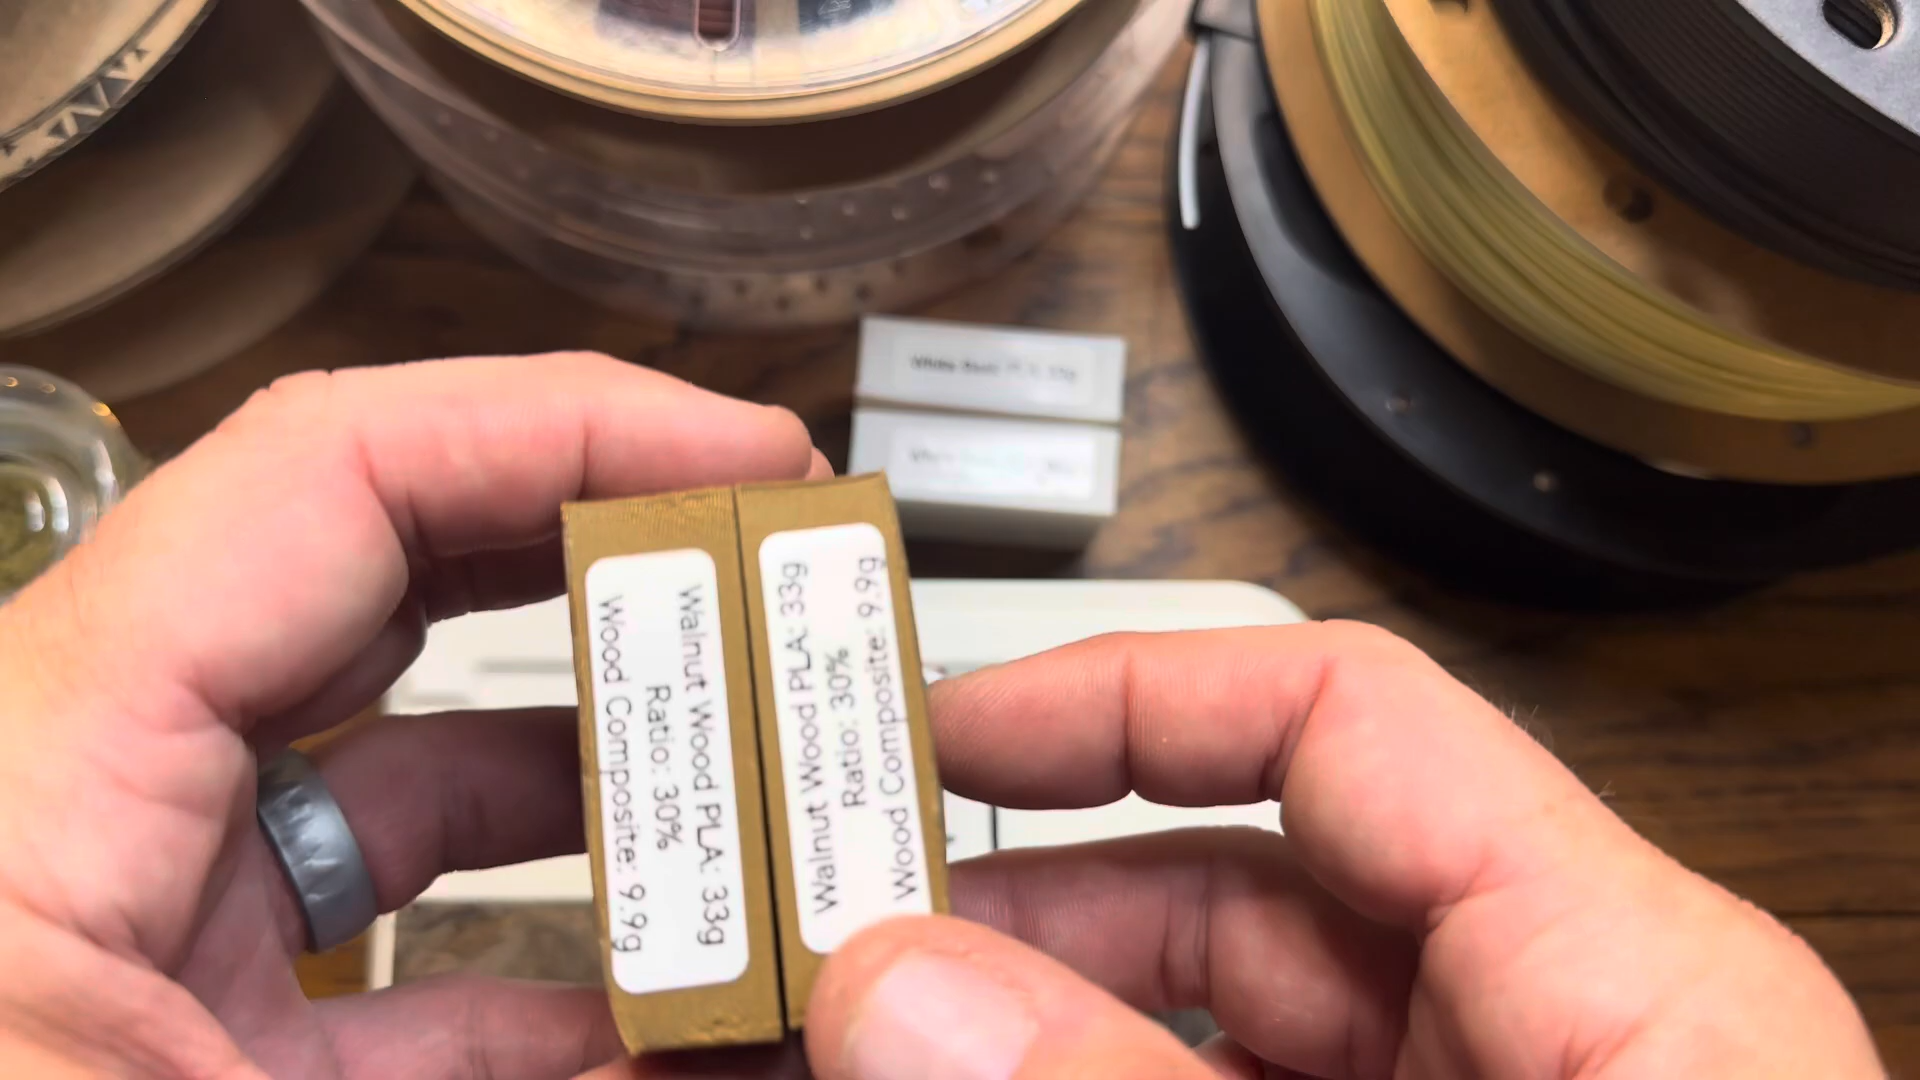 Walnut Wood PLA: 33g
Ratio: 30%
Wood Composite: 9.9g
Walnut Wood PLA: 33g
Ratio: 30%
Wood Composite: 9.9g
White